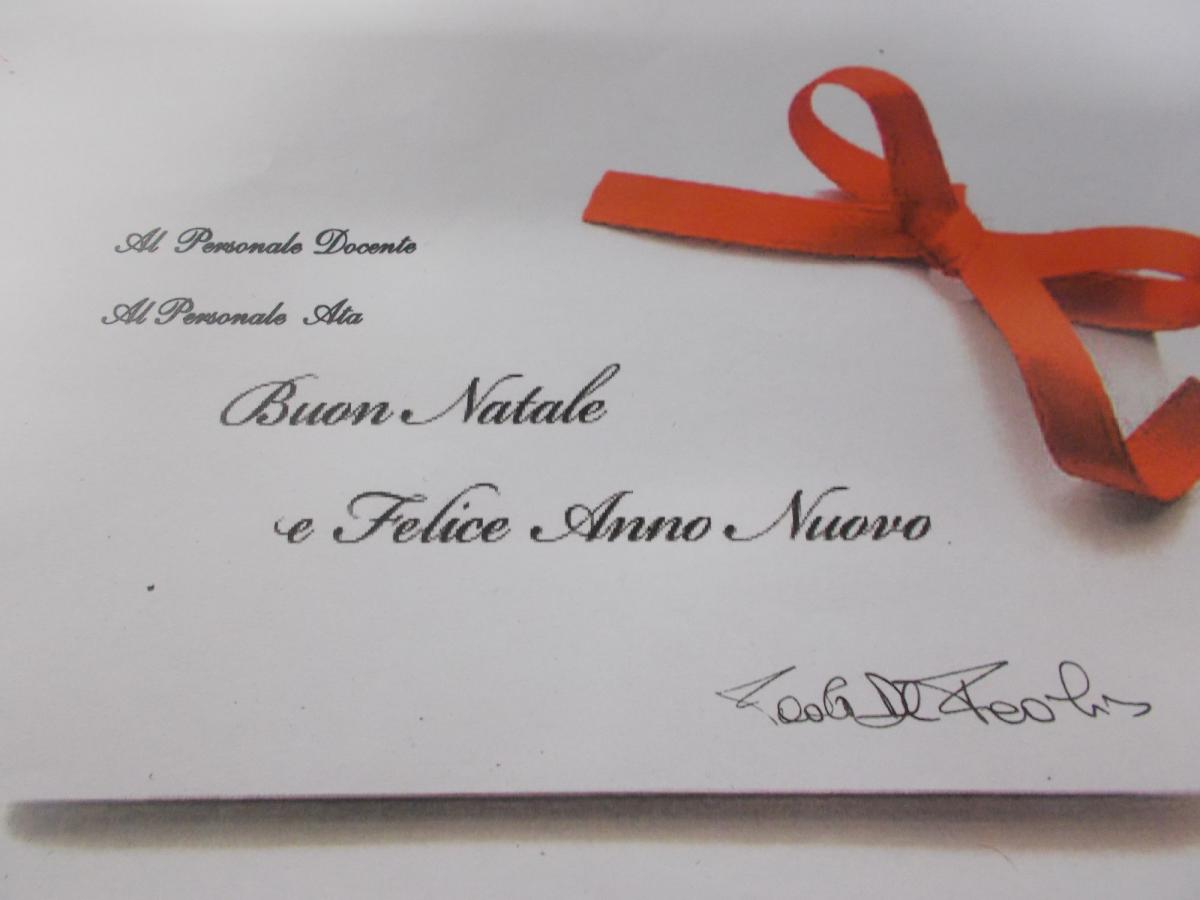 Al Personale Docente
Al Personale Ata
Buon Natale
e Felice Anno Nuovo